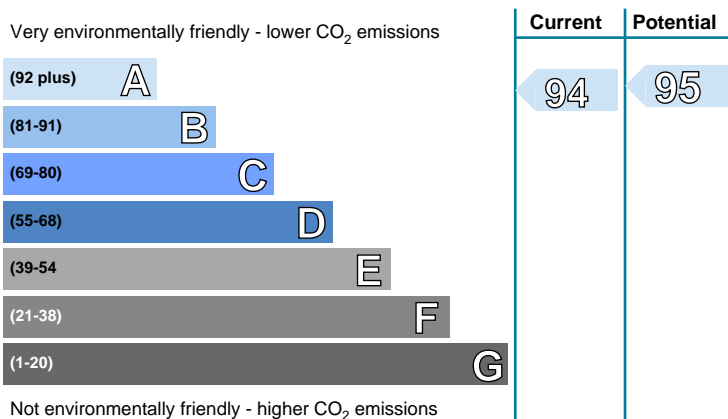 Current Potential
Very environmentally friendly - lower CO2 emissions
(92 plus) A
94 95
(81-91) B
(69-80) C
(55-68) D
(39-54 E
(21-38) F
(1-20) G
Not environmentally friendly - higher CO2 emissions